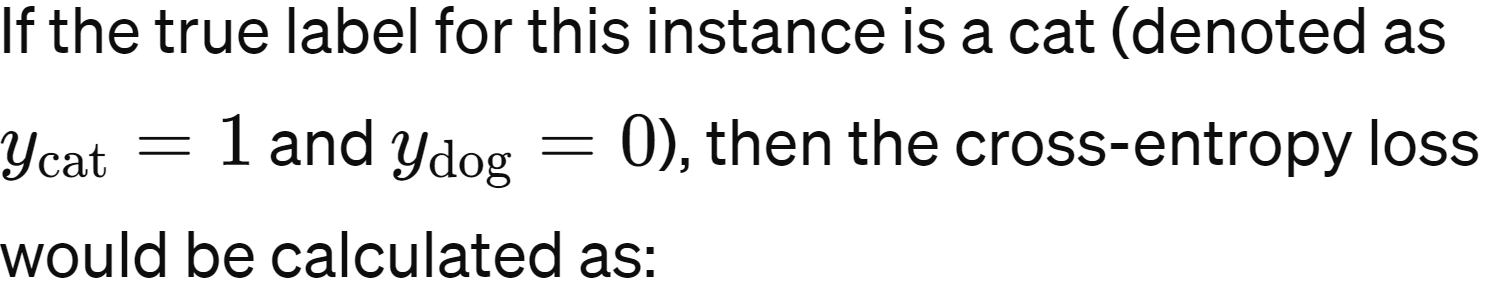 If the true label for this instance is a cat (denoted as
y_cat = 1 and y_dog = 0), then the cross-entropy loss
would be calculated as: